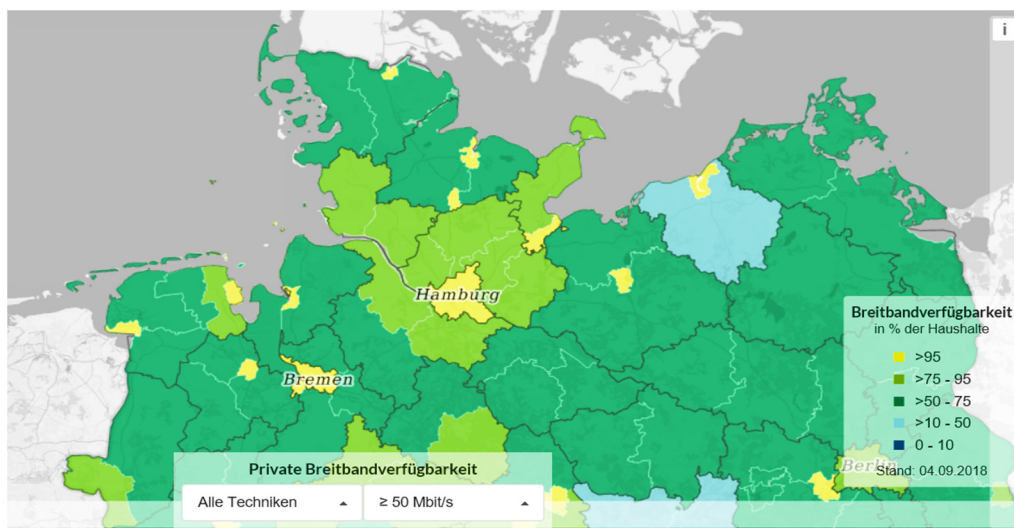 i
Hamburg
Bremen
Breitbandverfügbarkeit
in % der Haushalte
>95
>75 - 95
>50 - 75
>10 - 50
0 - 10
Berlin
Stand: 04.09.2018
Private Breitbandverfügbarkeit
Alle Techniken
≥ 50 Mbit/s